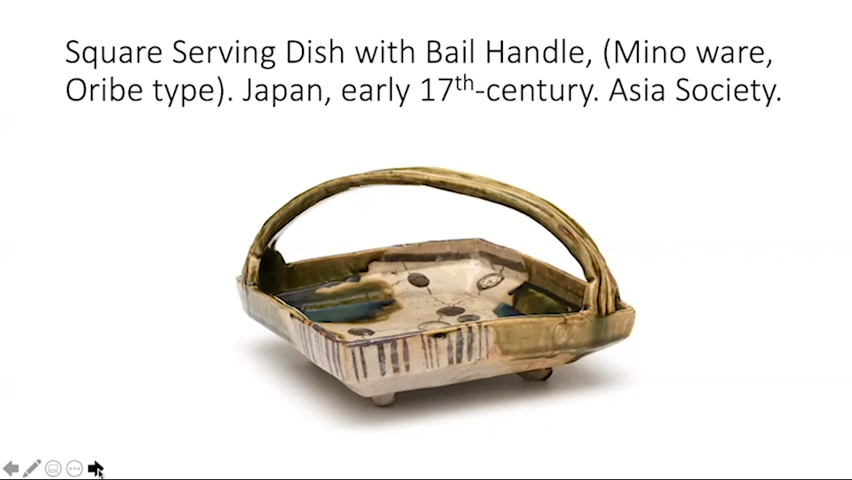 Square Serving Dish with Bail Handle, (Mino ware,
Oribe type). Japan, early 17th-century. Asia Society.